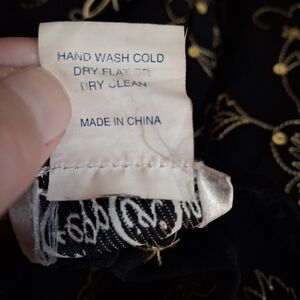 HAND WASH COLD
DRY FLAT OR
DRY CLEAN
MADE IN CHINA